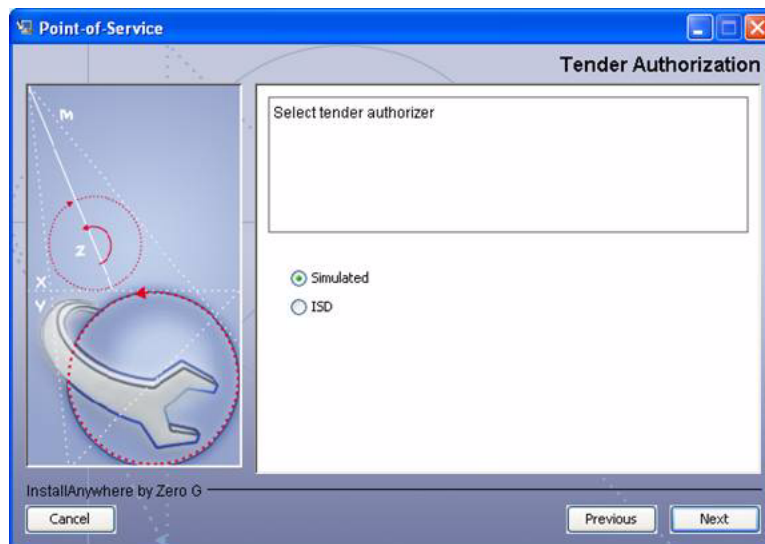 Point-of-Service
Tender Authorization
Select tender authorizer
M
Z
X
Y
Simulated
ISD
InstallAnywhere by Zero G
Cancel
Previous
Next